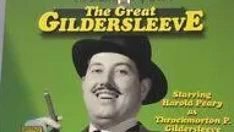 The Great
GILDERSLEEVE
Starring
Harold Peary
as
Throckmorton P.
Gildersleeve